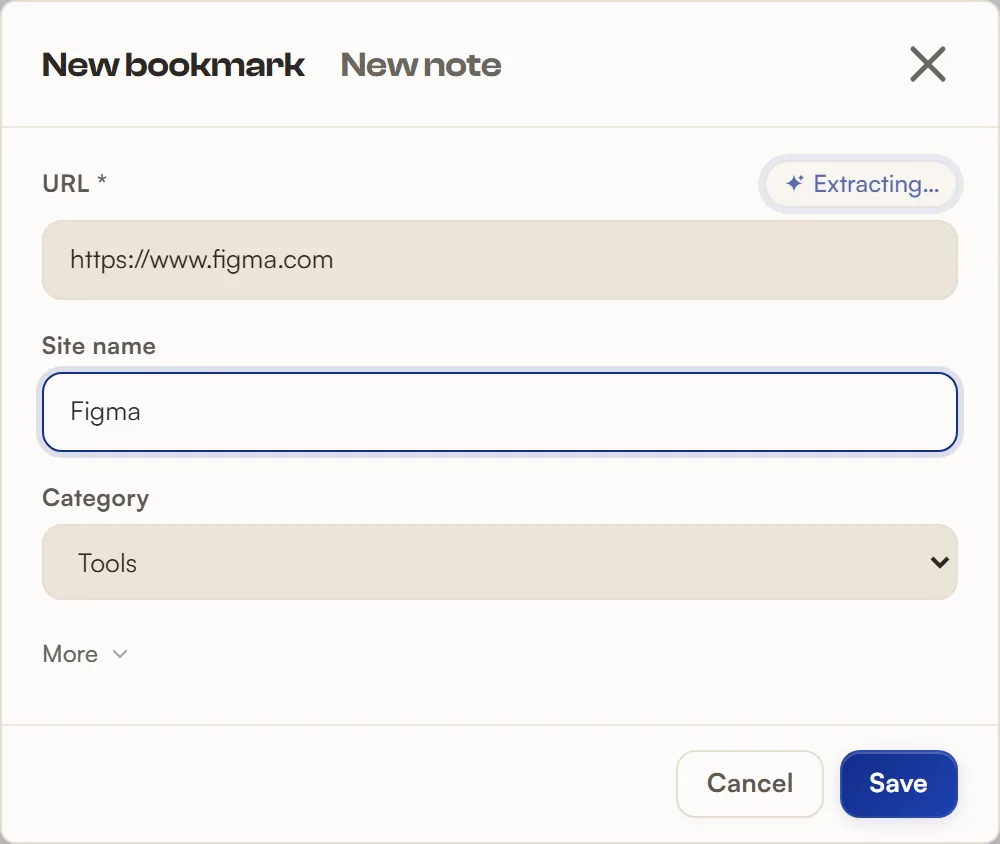 New bookmark New note
URL *
Extracting...
https://www.figma.com
Site name
Figma
Category
Tools
More
Cancel Save